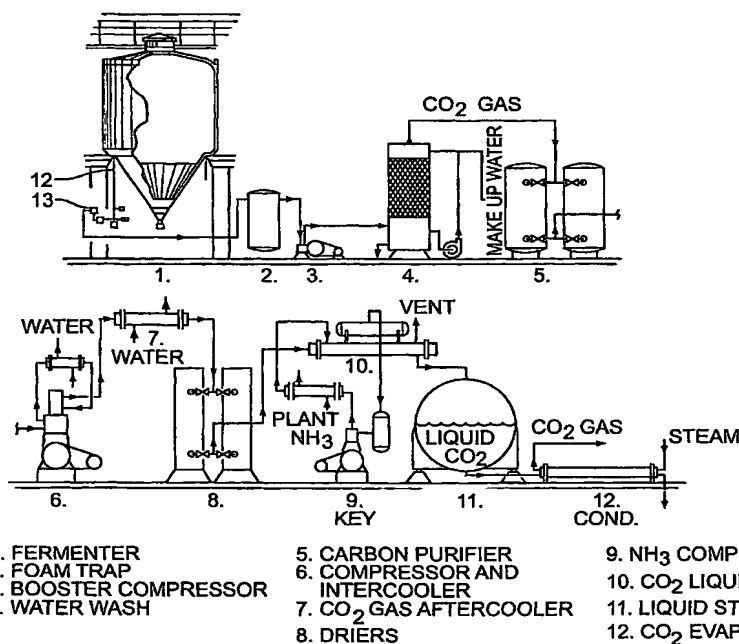 CO2 GAS
MAKE UP WATER
12
13
1.
2.
3.
4.
5.
WATER
7.
WATER
VENT
10.
PLANT
NH3
LIQUID
CO2
CO2 GAS
STEAM
6.
8.
9.
11.
12.
KEY
COND.
. FERMENTER
. FOAM TRAP
. BOOSTER COMPRESSOR
. WATER WASH
5. CARBON PURIFIER
6. COMPRESSOR AND
INTERCOOLER
7. CO2 GAS AFTERCOOLER
8. DRIERS
9. NH3 COMP
10. CO2 LIQUI
11. LIQUID ST
12. CO2 EVAP